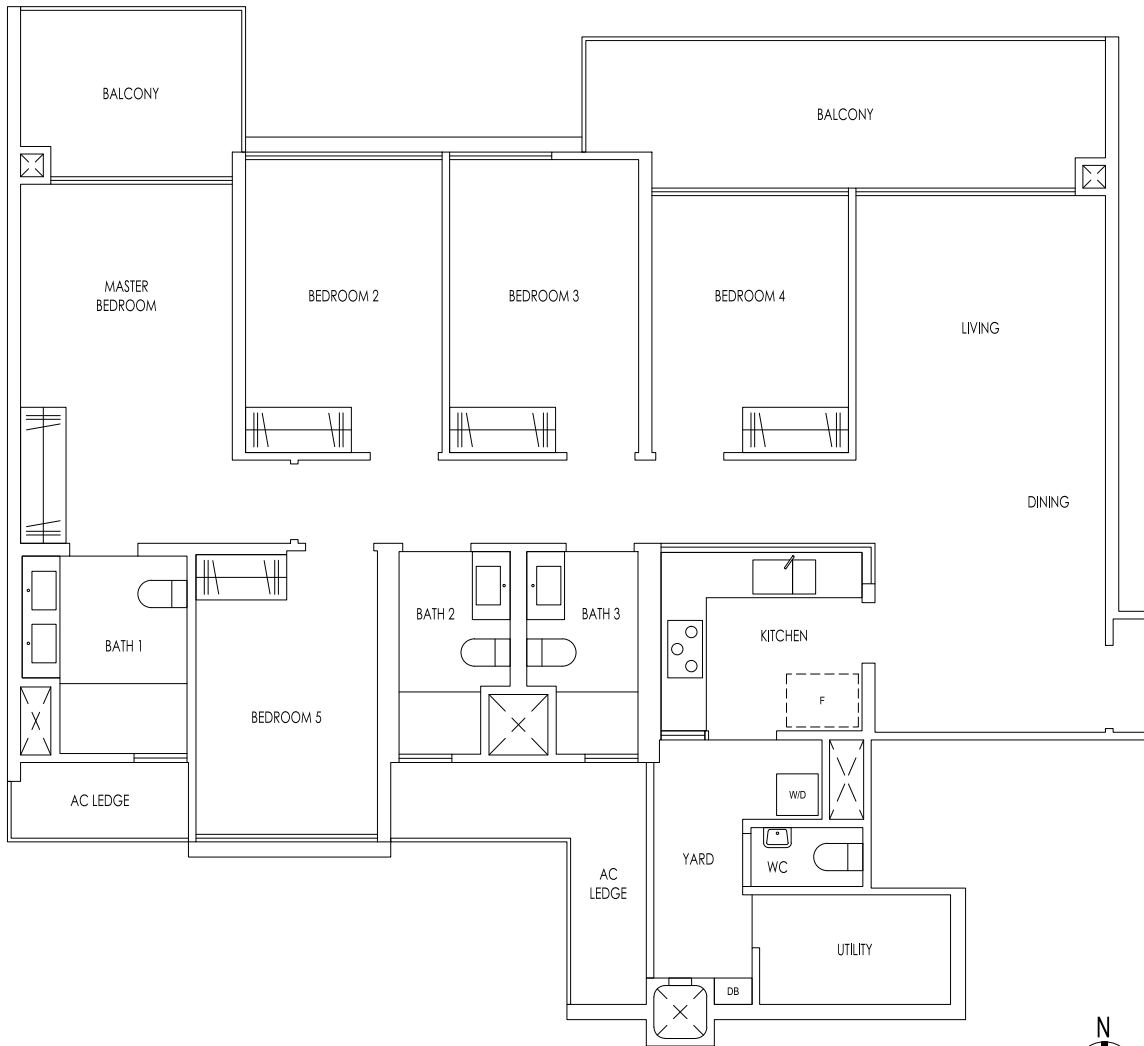 BALCONY
BALCONY
MASTER
BEDROOM
BEDROOM 2
BEDROOM 3
BEDROOM 4
LIVING
DINING
BATH 1
BEDROOM 5
BATH 2
BATH 3
KITCHEN
F
AC LEDGE
W/D
AC
LEDGE
YARD
WC
UTILITY
DB
N